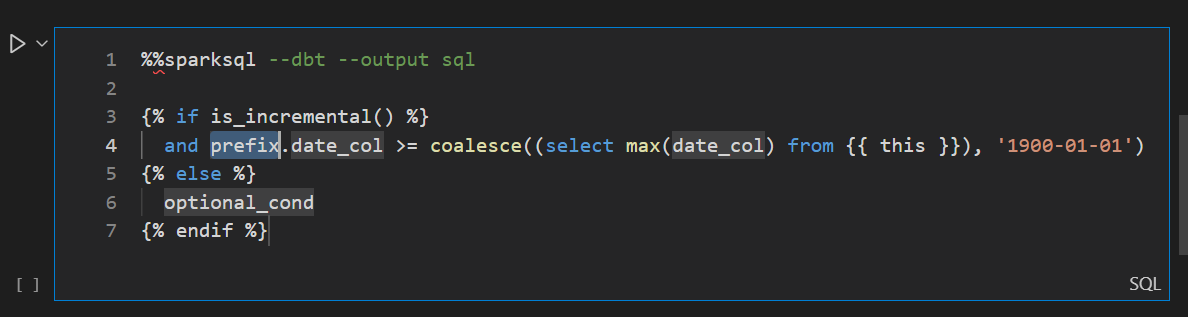 1 %%sparksql --dbt --output sql
2
3 {% if is_incremental() %}
4 and prefix.date_col >= coalesce((select max(date_col) from {{ this }}), '1900-01-01')
5 {% else %}
6 optional_cond
7 {% endif %}
[ ]
SQL